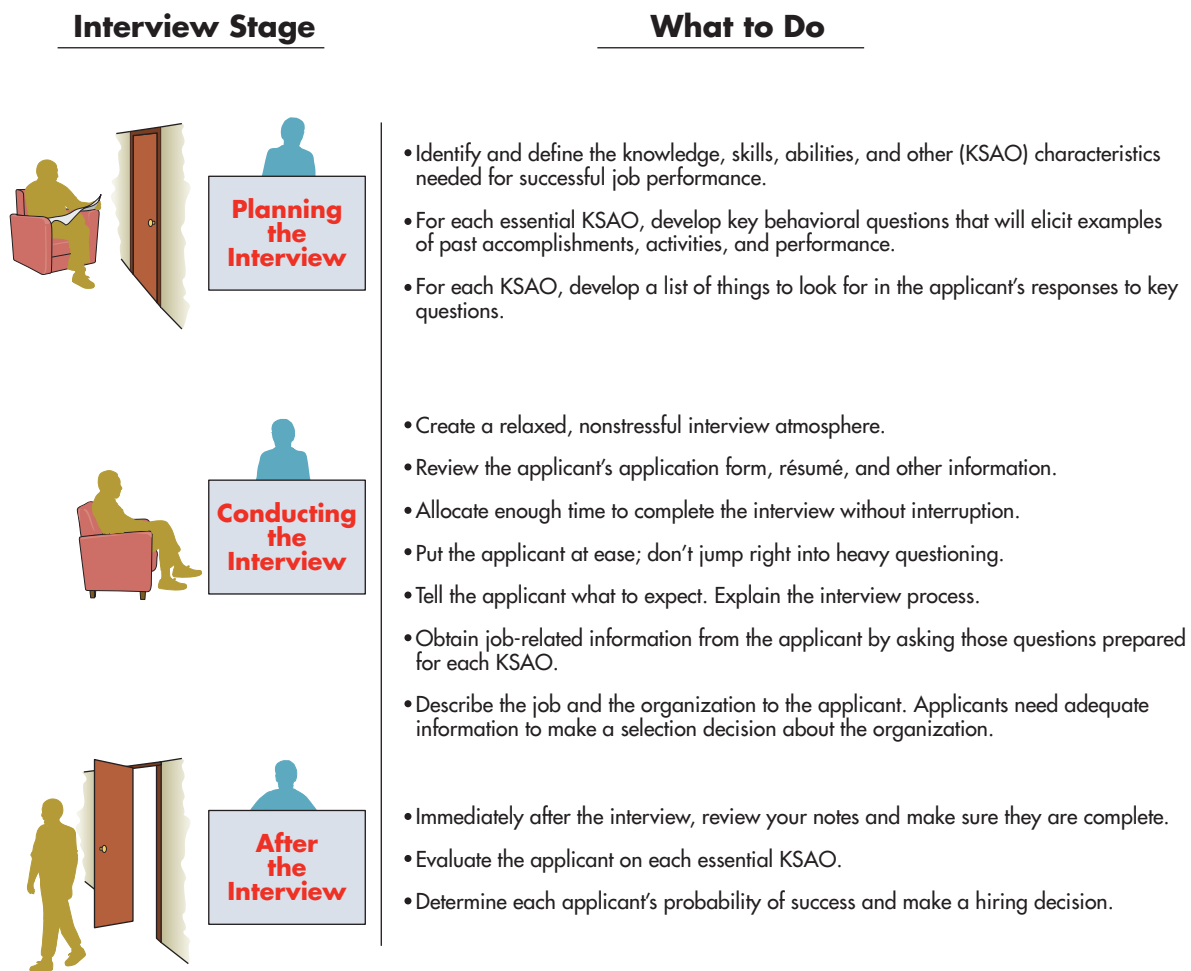 Interview Stage
What to Do
Planning
the
Interview
•Identify and define the knowledge, skills, abilities, and other (KSAO) characteristics
needed for successful job performance.
•For each essential KSAO, develop key behavioral questions that will elicit examples
of past accomplishments, activities, and performance.
•For each KSAO, develop a list of things to look for in the applicant’s responses to key
questions.
Conducting
the
Interview
•Create a relaxed, nonstressful interview atmosphere.
•Review the applicant’s application form, résumé, and other information.
•Allocate enough time to complete the interview without interruption.
•Put the applicant at ease; don’t jump right into heavy questioning.
•Tell the applicant what to expect. Explain the interview process.
•Obtain job-related information from the applicant by asking those questions prepared
for each KSAO.
•Describe the job and the organization to the applicant. Applicants need adequate
information to make a selection decision about the organization.
After
the
Interview
•Immediately after the interview, review your notes and make sure they are complete.
•Evaluate the applicant on each essential KSAO.
•Determine each applicant’s probability of success and make a hiring decision.